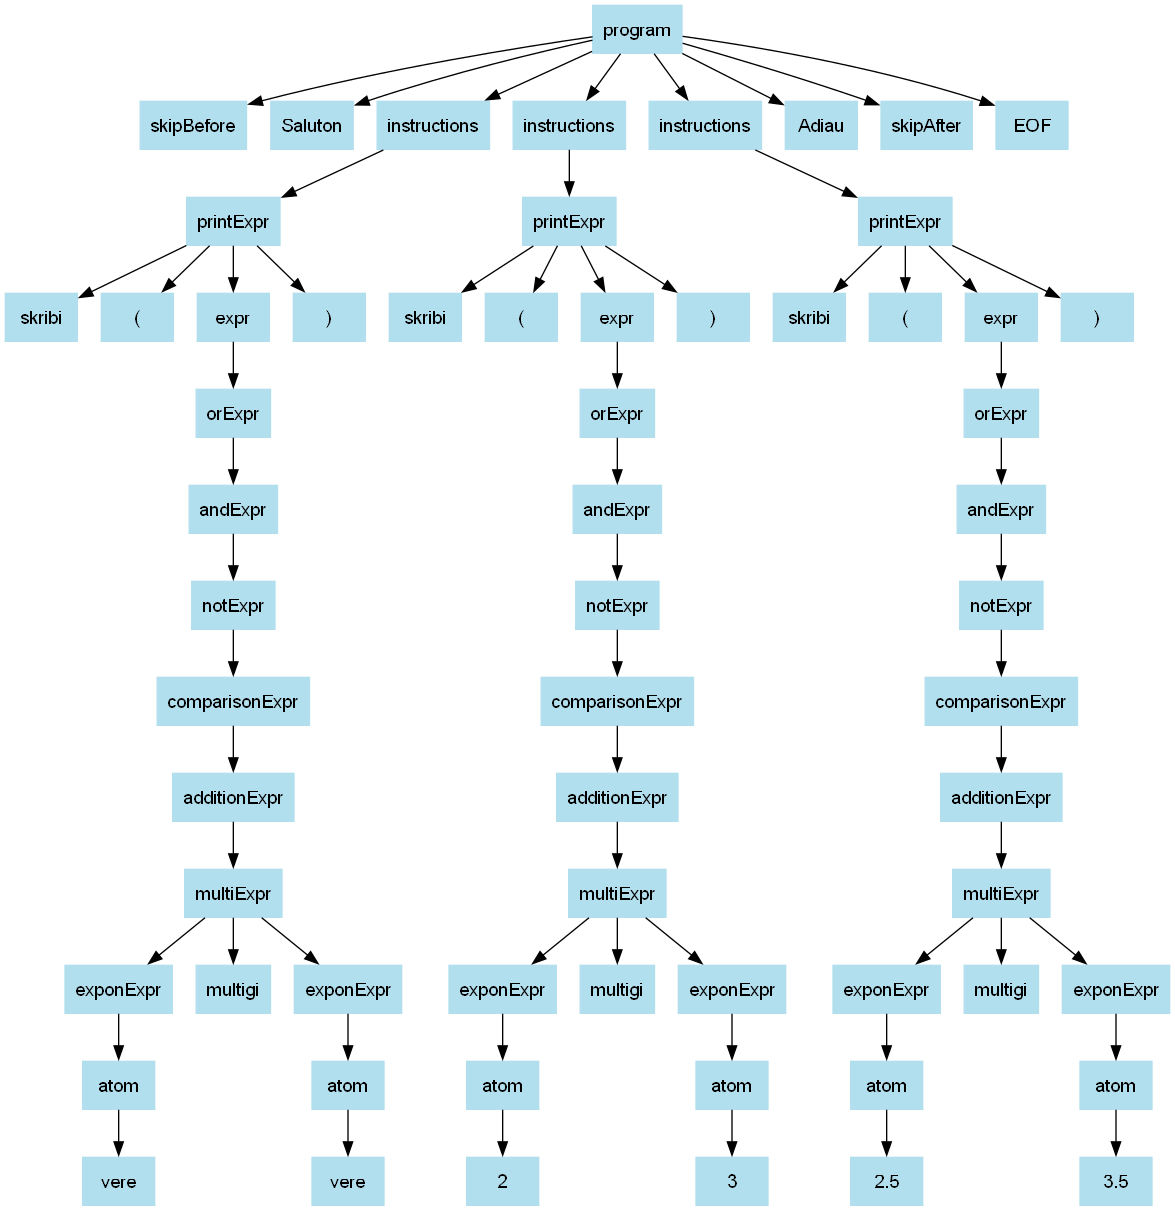 program
skipBefore Saluton instructions instructions instructions Adiau skipAfter EOF
printExpr printExpr printExpr
skribi ( expr ) skribi ( expr ) skribi ( expr )
orExpr orExpr orExpr
andExpr andExpr andExpr
notExpr notExpr notExpr
comparisonExpr comparisonExpr comparisonExpr
additionExpr additionExpr additionExpr
multiExpr multiExpr multiExpr
exponExpr multigi exponExpr exponExpr multigi exponExpr exponExpr multigi exponExpr
atom atom atom atom atom atom
vere vere 2 3 2.5 3.5